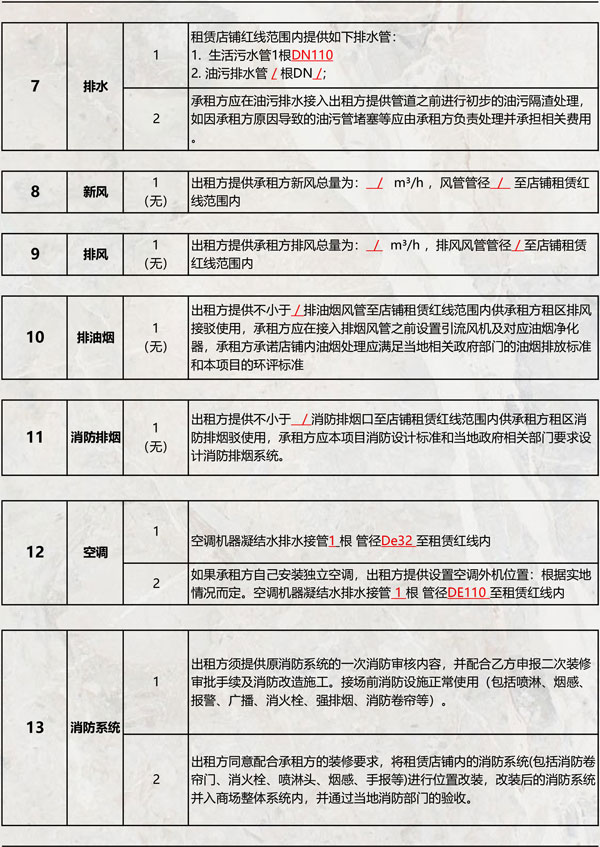 7
排水
1
租赁店铺红线范围内提供如下排水管：
1. 生活污水管1根DN110
2. 油污排水管 / 根DN /;
2
承租方应在油污排水接入出租方提供管道之前进行初步的油污隔渣处理，
如因承租方原因导致的油污管堵塞等应由承租方负责处理并承担相关费用
。
8
新风
1
(无)
出租方提供承租方新风总量为： / m³/h ，风管管径 / 至店铺租赁红
线范围内
9
排风
1
(无)
出租方提供承租方排风总量为： / m³/h ，排风风管管径 / 至店铺租赁
红线范围内
10
排油烟
1
(无)
出租方提供不小于 / 排油烟风管至店铺租赁红线范围内供承租方租区排风
接驳使用，承租方应在接入排烟风管之前设置引流风机及对应油烟净化
器，承租方承诺店铺内油烟处理应满足当地相关政府部门的油烟排放标准
和本项目的环评标准
11
消防排烟
1
(无)
出租方提供不小于 / 消防排烟口至店铺租赁红线范围内供承租方租区消
防排烟驳使用，承租方应本项目消防设计标准和当地政府相关部门要求设
计消防排烟系统。
12
空调
1
空调机器凝结水排水接管1 根 管径De32 至租赁红线内
2
如果承租方自己安装独立空调，出租方提供设置空调外机位置：根据实地
情况而定。空调机器凝结水排水接管 1 根 管径DE110 至租赁红线内
13
消防系统
1
出租方须提供原消防系统的一次消防审核内容，并配合乙方申报二次装修
审批手续及消防改造施工。接场前消防设施正常使用（包括喷淋、烟感、
报警、广播、消火栓、强排烟、消防卷帘等）。
2
出租方同意配合承租方的装修要求，将租赁店铺内的消防系统(包括消防卷
帘门、消火栓、喷淋头、烟感、手报等)进行位置改装，改装后的消防系统
并入商场整体系统内，并通过当地消防部门的验收。